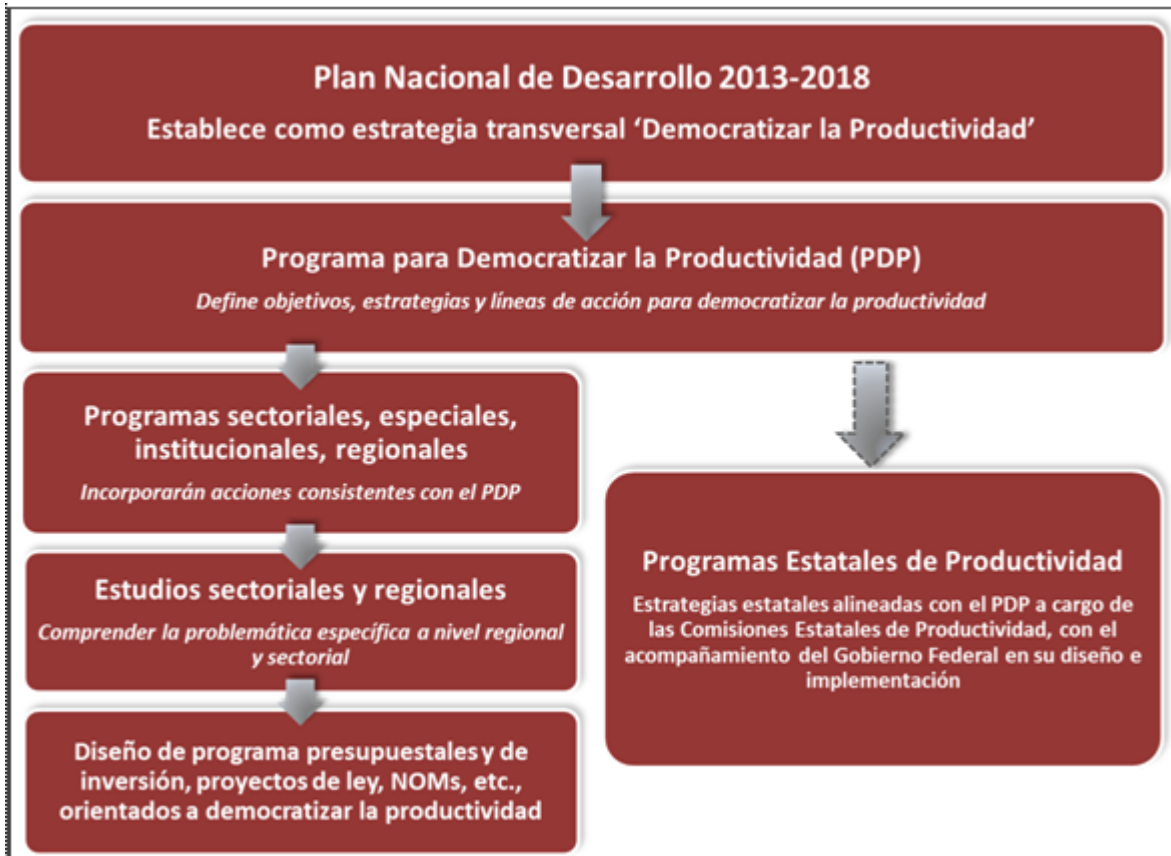 Plan Nacional de Desarrollo 2013-2018
Establece como estrategia transversal ‘Democratizar la Productividad’
Programa para Democratizar la Productividad (PDP)
Define objetivos, estrategias y líneas de acción para democratizar la productividad
Programas sectoriales, especiales,
institucionales, regionales
Incorporarán acciones consistentes con el PDP
Estudios sectoriales y regionales
Comprender la problemática específica a nivel regional
y sectorial
Diseño de programa presupuestales y de
inversión, proyectos de ley, NOMs, etc.,
orientados a democratizar la productividad
Programas Estatales de Productividad
Estrategias estatales alineadas con el PDP a cargo de
las Comisiones Estatales de Productividad, con el
acompañamiento del Gobierno Federal en su diseño e
implementación